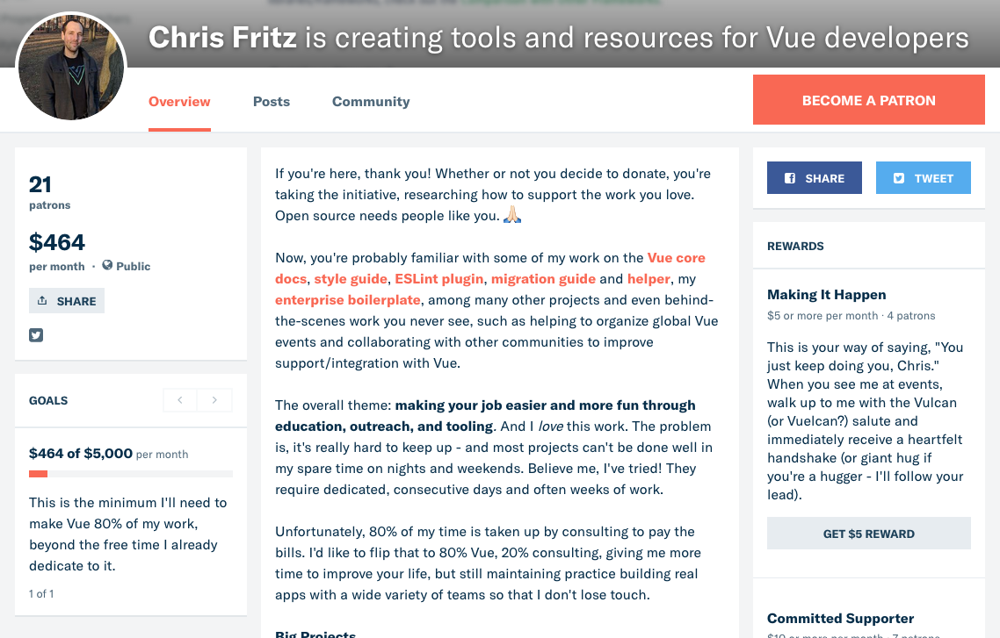 Chris Fritz is creating tools and resources for Vue developers
Overview
Posts
Community
BECOME A PATRON
21
patrons
$464
per month · Public
SHARE
GOALS
$464 of $5,000 per month
This is the minimum I'll need to
make Vue 80% of my work,
beyond the free time I already
dedicate to it.
1 of 1
If you're here, thank you! Whether or not you decide to donate, you're
taking the initiative, researching how to support the work you love.
Open source needs people like you. 🙏🏻
Now, you're probably familiar with some of my work on the Vue core
docs, style guide, ESLint plugin, migration guide and helper, my
enterprise boilerplate, among many other projects and even behind-
the-scenes work you never see, such as helping to organize global Vue
events and collaborating with other communities to improve
support/integration with Vue.
The overall theme: making your job easier and more fun through
education, outreach, and tooling. And I love this work. The problem
is, it's really hard to keep up - and most projects can't be done well in
my spare time on nights and weekends. Believe me, I've tried! They
require dedicated, consecutive days and often weeks of work.
Unfortunately, 80% of my time is taken up by consulting to pay the
bills. I'd like to flip that to 80% Vue, 20% consulting, giving me more
time to improve your life, but still maintaining practice building real
apps with a wide variety of teams so that I don't lose touch.
Big Projects
SHARE
TWEET
REWARDS
Making It Happen
$5 or more per month · 4 patrons
This is your way of saying, "You
just keep doing you, Chris."
When you see me at events,
walk up to me with the Vulcan
(or Vuelcan?) salute and
immediately receive a heartfelt
handshake (or giant hug if
you're a hugger - I'll follow your
lead).
GET $5 REWARD
Committed Supporter
$10 or more per month · 7 patrons